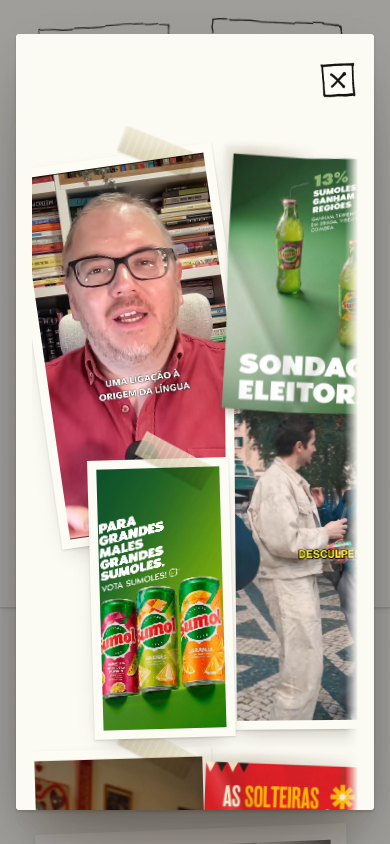 UMA LIGAÇÃO À
ORIGEM DA LÍNGUA
13%
SUMOLES
GANHAM
REGIÕES
SONDAG
ELEITOR
DESCULPE
PARA
GRANDES
MALES
GRANDES
SUMOLES.
VOTA SUMOLES!
Sumol
Sumol
Sumol
AS SOLTEIRAS